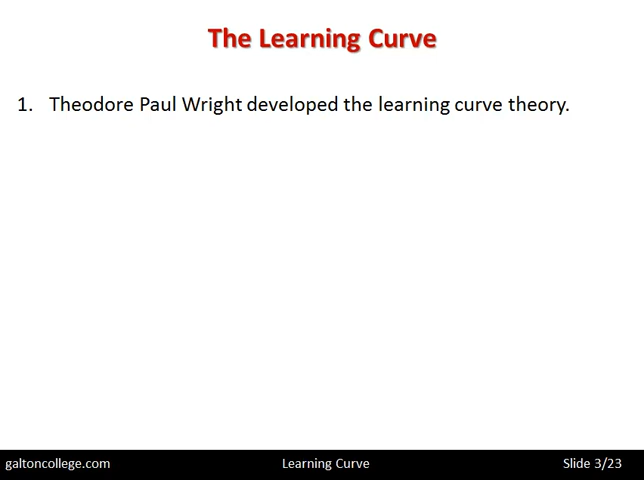 The Learning Curve
1. Theodore Paul Wright developed the learning curve theory.
galtoncollege.com
Learning Curve
Slide 3/23